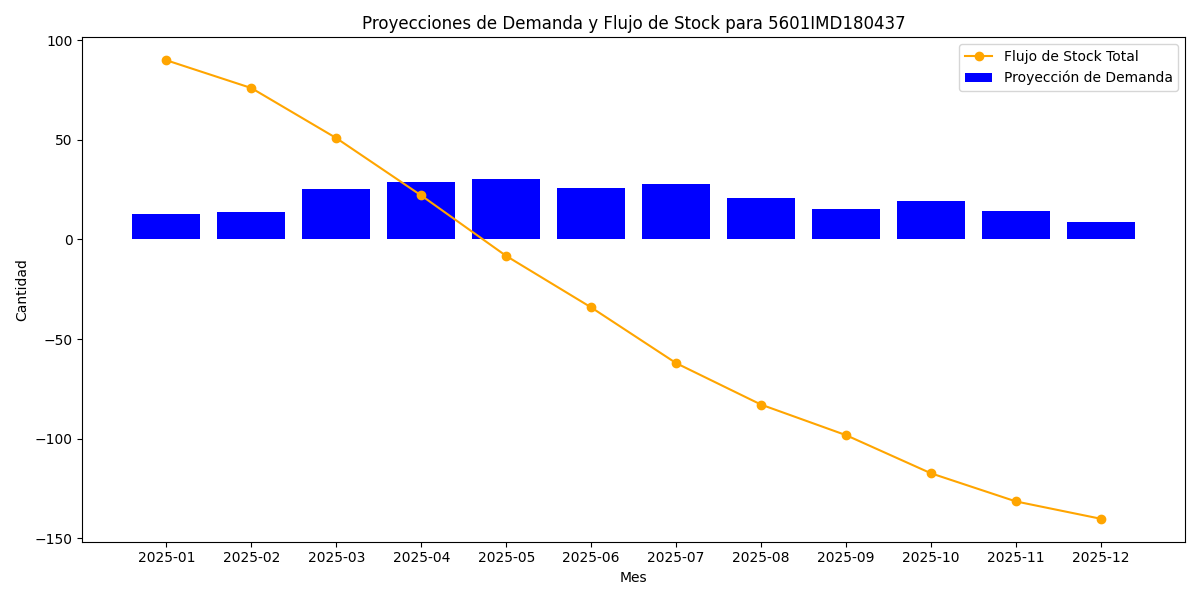 Proyecciones de Demanda y Flujo de Stock para 5601IMD180437
Flujo de Stock Total
Proyección de Demanda
Cantidad
100
50
0
−50
−100
−150
2025-01 2025-02 2025-03 2025-04 2025-05 2025-06 2025-07 2025-08 2025-09 2025-10 2025-11 2025-12
Mes